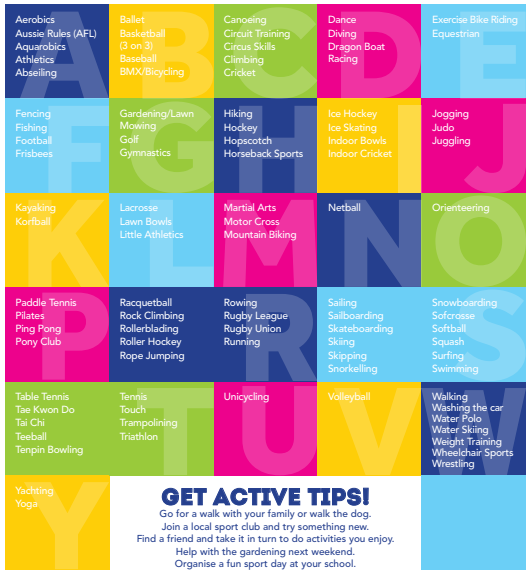 Aerobics
Aussie Rules (AFL)
Aquarobics
Athletics
Abseiling
A
Ballet
Basketball
(3 on 3)
Baseball
BMX/Bicycling
B
Canoeing
Circuit Training
Circus Skills
Climbing
Cricket
C
Dance
Diving
Dragon Boat
Racing
D
Exercise Bike Riding
Equestrian
E
Fencing
Fishing
Football
Frisbees
F
Gardening/Lawn
Mowing
Golf
Gymnastics
G
Hiking
Hockey
Hopscotch
Horseback Sports
H
Ice Hockey
Ice Skating
Indoor Bowls
Indoor Cricket
I
Jogging
Judo
Juggling
J
Kayaking
Korfball
K
Lacrosse
Lawn Bowls
Little Athletics
L
Martial Arts
Motor Cross
Mountain Biking
M
Netball
N
Orienteering
O
Paddle Tennis
Pilates
Ping Pong
Pony Club
P
Racquetball
Rock Climbing
Rollerblading
Roller Hockey
Rope Jumping
Rowing
Rugby League
Rugby Union
Running
R
Sailing
Sailboarding
Skateboarding
Skiing
Skipping
Snorkelling
Snowboarding
Sofcrosse
Softball
Squash
Surfing
Swimming
S
Table Tennis
Tae Kwon Do
Tai Chi
Teeball
Tenpin Bowling
Tennis
Touch
Trampolining
Triathlon
T
Unicycling
U
Volleyball
V
Walking
Washing the car
Water Polo
Water Skiing
Weight Training
Wheelchair Sports
Wrestling
W
Yachting
Yoga
Y
GET ACTIVE TIPS!
Go for a walk with your family or walk the dog.
Join a local sport club and try something new.
Find a friend and take it in turn to do activities you enjoy.
Help with the gardening next weekend.
Organise a fun sport day at your school.